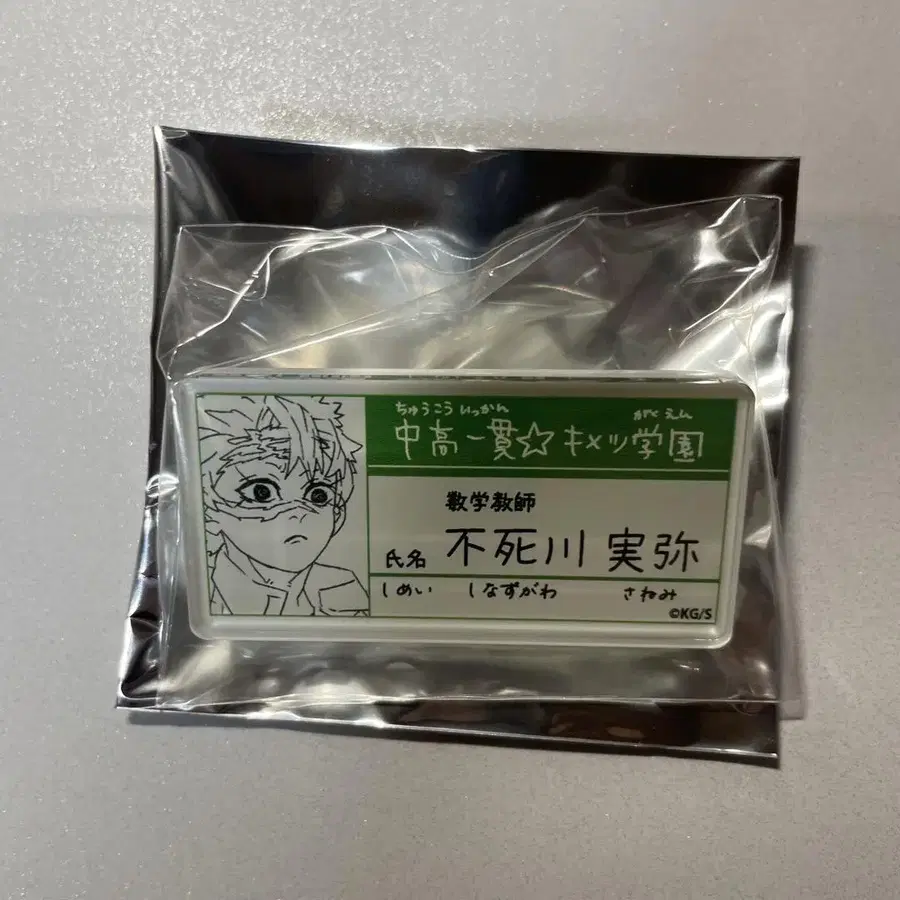 ちゅうこういっかん がくえん
中高一貫☆キメツ学園
数学教師
氏名 不死川 実弥
しめい しなずがわ さねみ
©KG/S